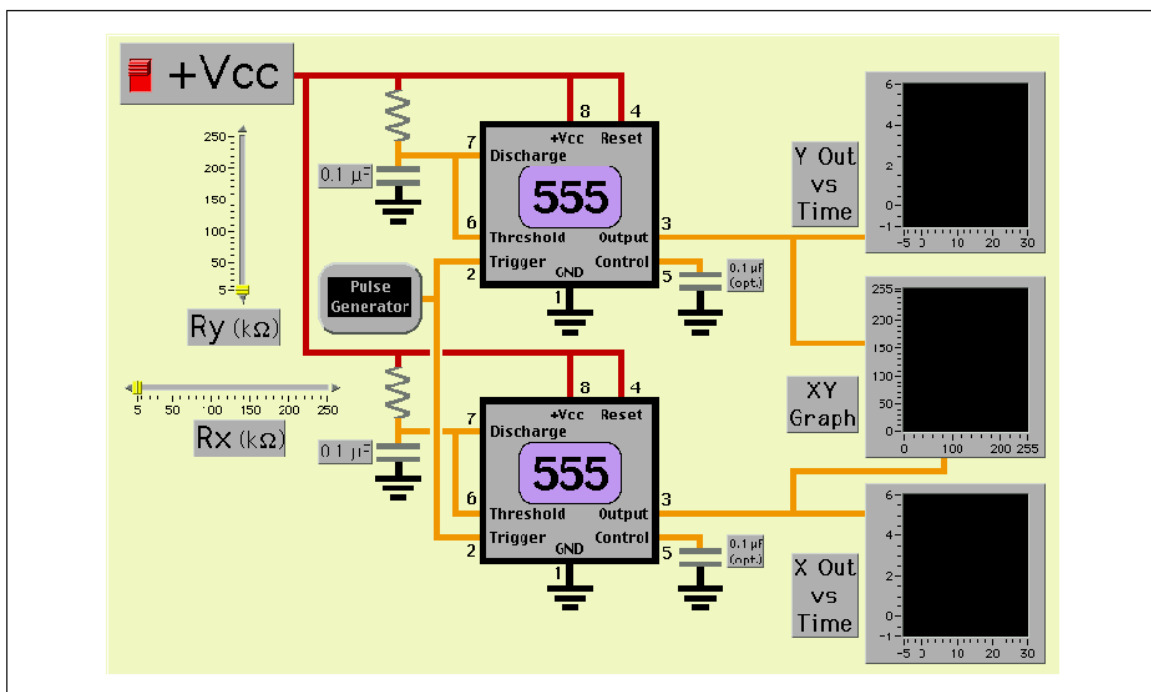 +Vcc
8
4
+Vcc
Reset
7
Discharge
0.1 µF
555
6
Threshold
Output
3
Trigger
Control
2
GND
5
1
0.1 µF
(opt.)
Pulse
Generator
250
200
150
100
50
5
Ry (kΩ)
5
50
100
150
200
250
Rx (kΩ)
8
4
+Vcc
Reset
7
Discharge
0.1 µF
555
6
Threshold
Output
3
Trigger
Control
2
GND
5
1
0.1 µF
(opt.)
Y Out
vs
Time
6
4
2
0
-1
-5
0
10
20
30
XY
Graph
255
200
150
100
50
0
0
100
200
255
X Out
vs
Time
6
4
2
0
-1
-5
0
10
20
30